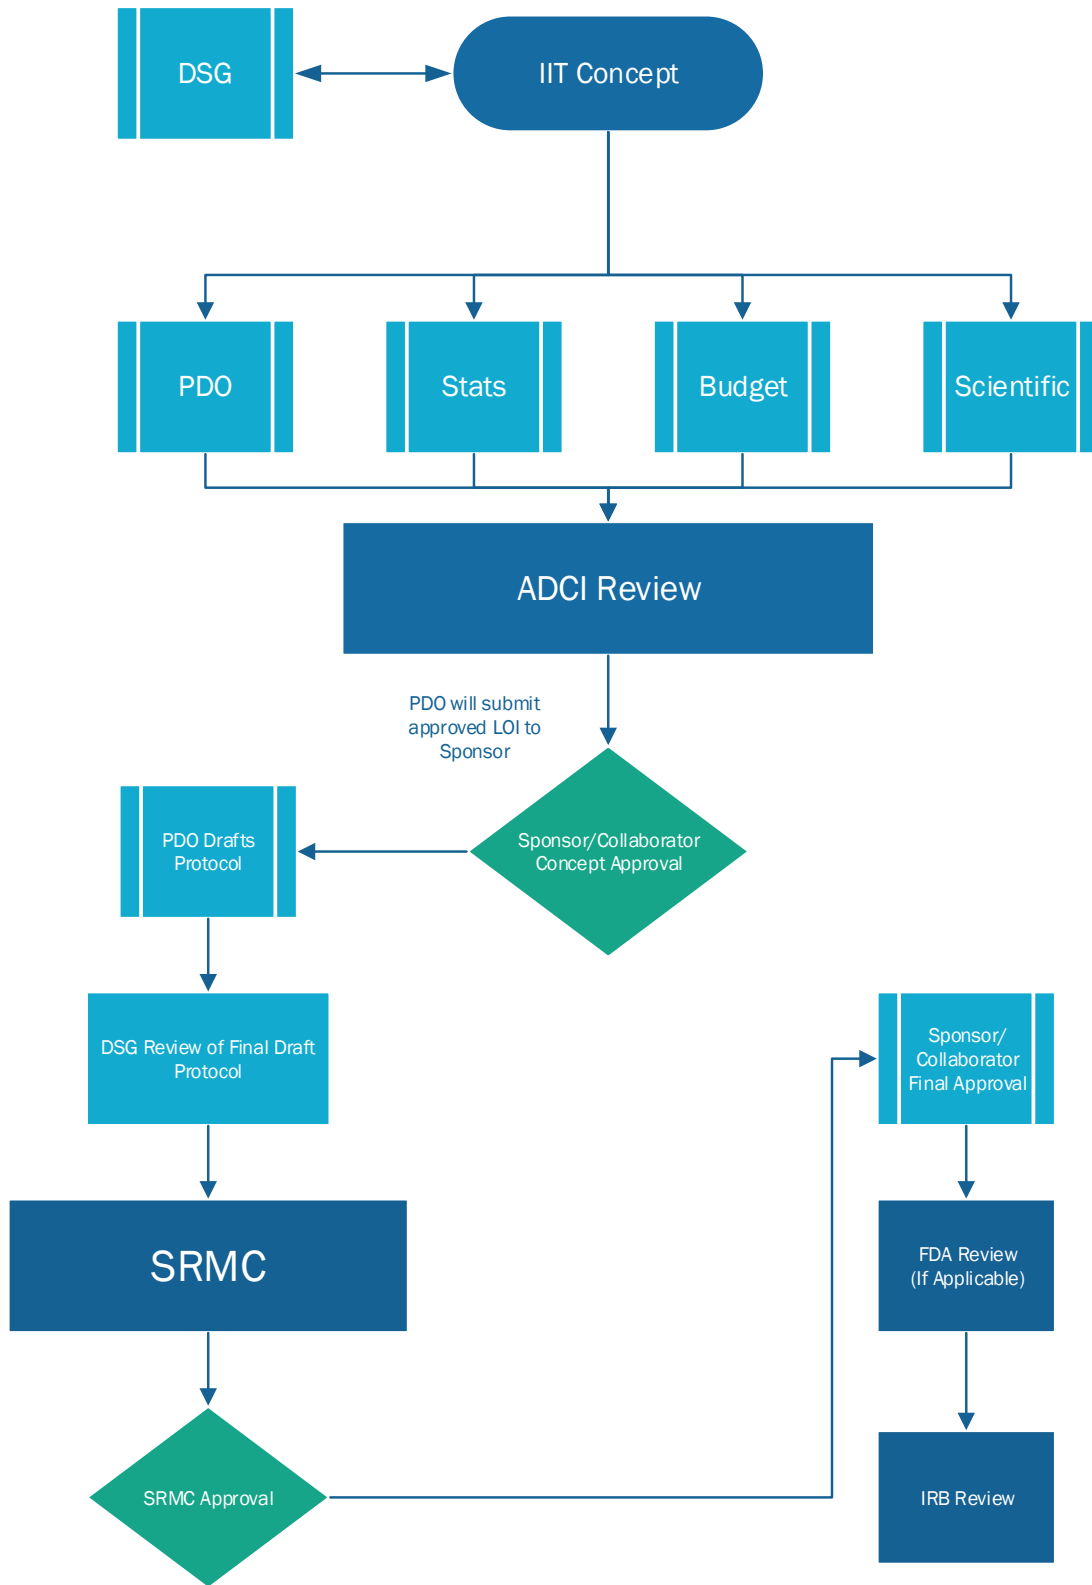 DSG
IIT Concept
PDO
Stats
Budget
Scientific
ADCI Review
PDO will submit
approved LOI to
Sponsor
Sponsor/Collaborator
Concept Approval
PDO Drafts
Protocol
DSG Review of Final Draft
Protocol
SRMC
SRMC Approval
Sponsor/
Collaborator
Final Approval
FDA Review
(If Applicable)
IRB Review